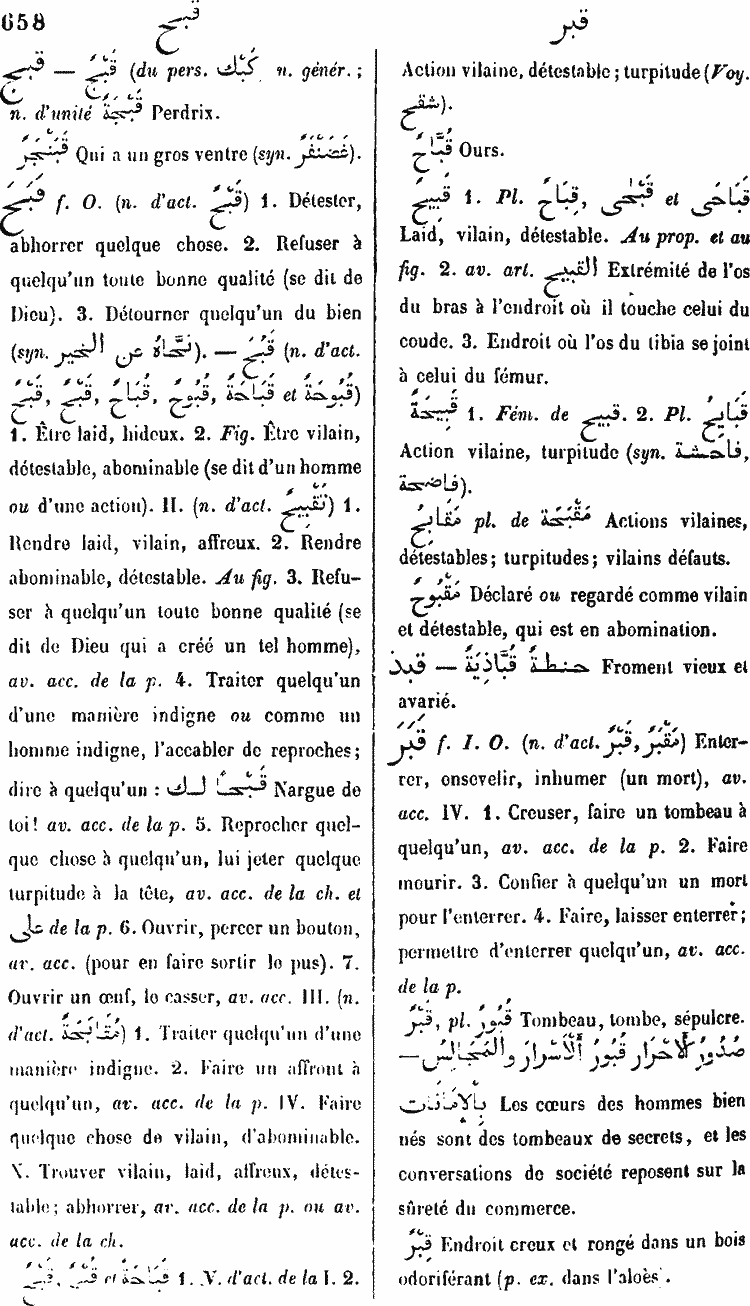 658
قبح
قبر
قبج — قَبْجٌ (du pers. كَبْك n. génér. ;
n. d'unité قَبْجَةٌ Perdrix.
قَبَنْجَرٌ Qui a un gros ventre (syn. غَضَنْفَرٌ).
قَبَحَ f. O. (n. d'act. قَبْحٌ) 1. Détester,
abhorrer quelque chose. 2. Refuser à
quelqu'un toute bonne qualité (se dit de
Dieu). 3. Détourner quelqu'un du bien
(syn. نَحَّاهُ عن الخير). — قَبُحَ (n. d'act.
قُبُوحَةٌ et قَبَاحَةٌ ,قُبُوحٌ ,قُبَاحٌ ,قُبْحٌ ,قَبْحٌ)
1. Être laid, hideux. 2. Fig. Être vilain,
détestable, abominable (se dit d'un homme
ou d'une action). II. (n. d'act. تَقْبِيحٌ) 1.
Rendre laid, vilain, affreux. 2. Rendre
abominable, détestable. Au fig. 3. Refu-
ser à quelqu'un toute bonne qualité (se
dit de Dieu qui a créé un tel homme),
av. acc. de la p. 4. Traiter quelqu'un
d'une manière indigne ou comme un
homme indigne, l'accabler de reproches;
dire à quelqu'un : قَبْحًا لك Nargue de
toi! av. acc. de la p. 5. Reprocher quel-
que chose à quelqu'un, lui jeter quelque
turpitude à la tête, av. acc. de la ch. et
على de la p. 6. Ouvrir, percer un bouton,
av. acc. (pour en faire sortir le pus). 7.
Ouvrir un œuf, le casser, av. acc. III. (n.
d'act. مُقَابَحَةٌ) 1. Traiter quelqu'un d'une
manière indigne. 2. Faire un affront à
quelqu'un, av. acc. de la p. IV. Faire
quelque chose de vilain, d'abominable.
X. Trouver vilain, laid, affreux, détes-
table; abhorrer, av. acc. de la p. ou av.
acc. de la ch.
قَبَاحَةٌ et قُبْحٌ ,قَبْحٌ 1. N. d'act. de la I. 2.
Action vilaine, détestable; turpitude (Voy.
شقح).
قُبَّاحٌ Ours.
قَبِيحٌ 1. Pl. قِبَاحٌ, قَبْحَى et قَبَاحَى
Laid, vilain, détestable. Au prop. et au
fig. 2. av. art. القبيح Extrémité de l'os
du bras à l'endroit où il touche celui du
coude. 3. Endroit où l'os du tibia se joint
à celui du fémur.
قَبِيحَةٌ 1. Fém. de قبيح. 2. Pl. قَبَايِحُ
Action vilaine, turpitude (syn. فاحشة,
فاضحة).
مَقَابِحُ pl. de مَقْبَحَةٌ Actions vilaines,
détestables; turpitudes; vilains défauts.
مَقْبُوحٌ Déclaré ou regardé comme vilain
et détestable, qui est en abomination.
قبذ — حنطةٌ قُبَّاذِيَةٌ Froment vieux et
avarié.
قَبَرَ f. I. O. (n. d'act. قَبْرٌ, مَقْبَرٌ) Enter-
rer, ensevelir, inhumer (un mort), av.
acc. IV. 1. Creuser, faire un tombeau à
quelqu'un, av. acc. de la p. 2. Faire
mourir. 3. Confier à quelqu'un un mort
pour l'enterrer. 4. Faire, laisser enterrer;
permettre d'enterrer quelqu'un, av. acc.
de la p.
قَبْرٌ, pl. قُبُورٌ Tombeau, tombe, sépulcre.
صُدُورُ ٱلْأَحْرَارِ قُبُورُ ٱلْأَسْرَارِ وَالْمَجَالِسُ —
بِالْأَمَانَاتِ Les cœurs des hommes bien
nés sont des tombeaux de secrets, et les
conversations de société reposent sur la
sûreté du commerce.
قِبْرٌ Endroit creux et rongé dans un bois
odoriférant (p. ex. dans l'aloès).